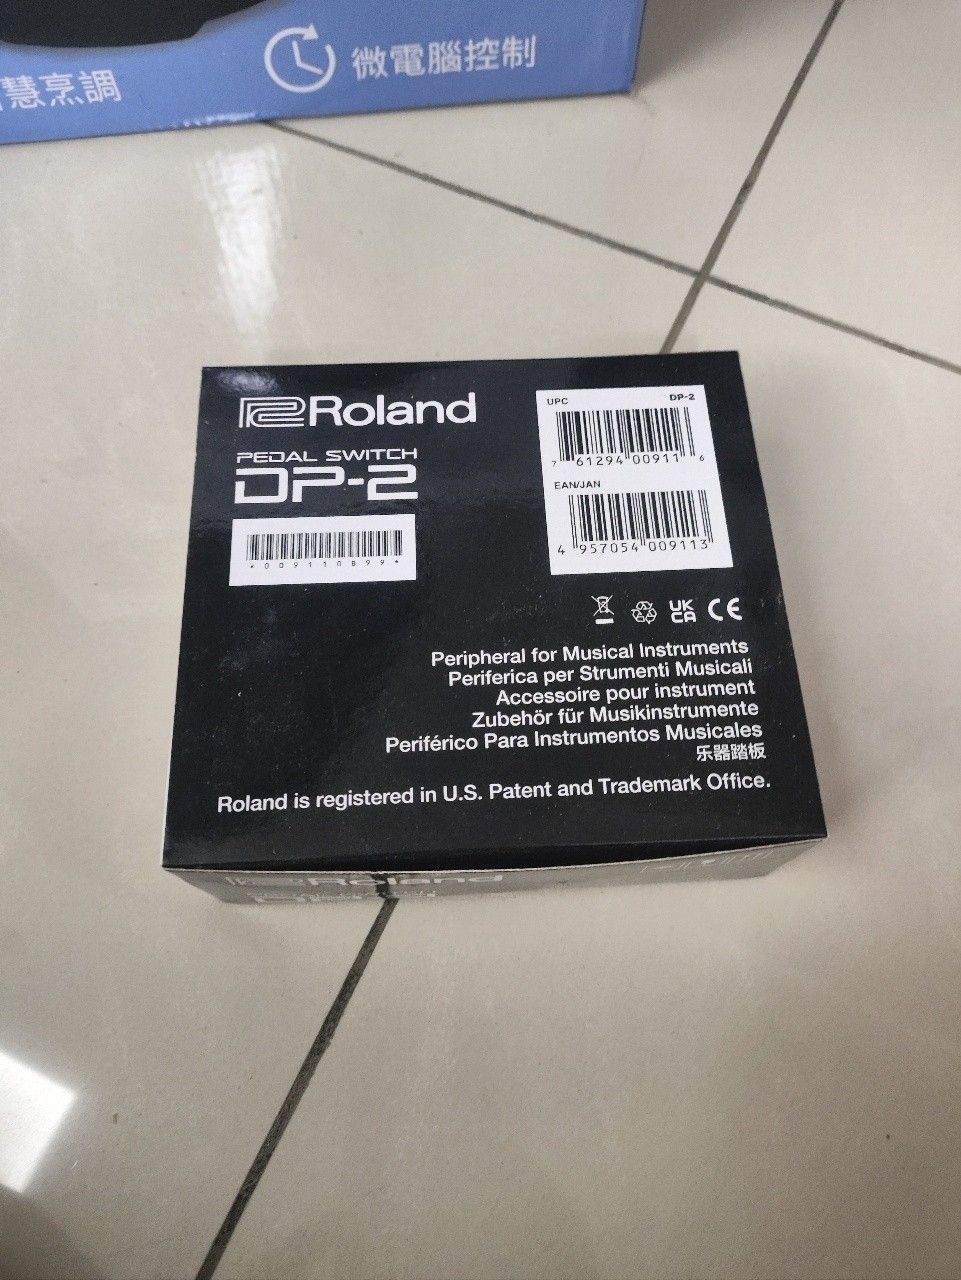 慧烹調
微電腦控制
Roland
PEDAL SWITCH
DP-2
*009110899*
UPC DP-2
7 61294 00911 6
EAN/JAN
4 957054 009113
UK
CA CE
Peripheral for Musical Instruments
Periferica per Strumenti Musicali
Accessoire pour instrument
Zubehör für Musikinstrumente
Periférico Para Instrumentos Musicales
乐器踏板
Roland is registered in U.S. Patent and Trademark Office.
Roland